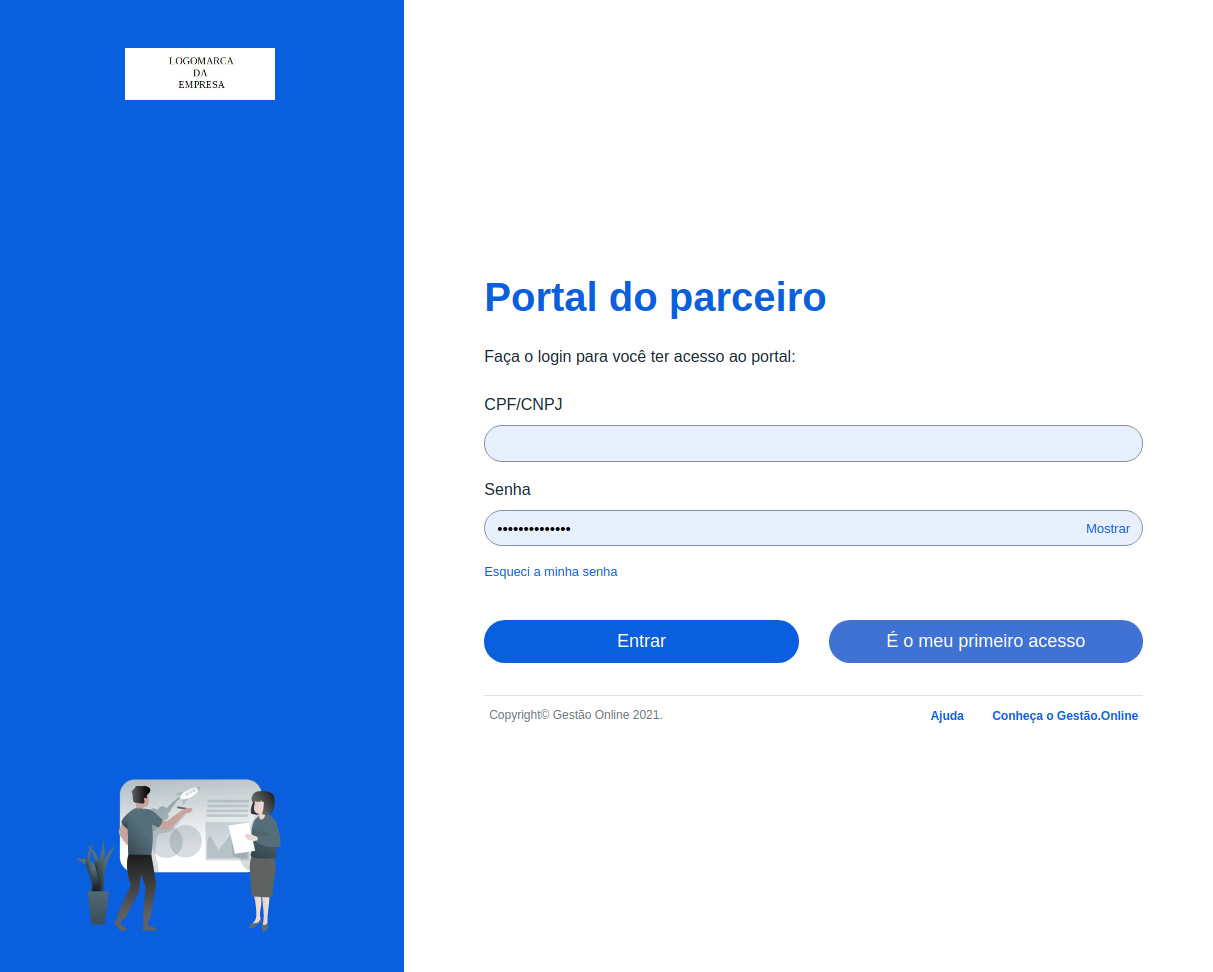 LOGOMARCA
DA
EMPRESA
Portal do parceiro
Faça o login para você ter acesso ao portal:
CPF/CNPJ
Senha
••••••••••••••
Mostrar
Esqueci a minha senha
Entrar
É o meu primeiro acesso
Copyright© Gestão Online 2021.
Ajuda
Conheça o Gestão.Online